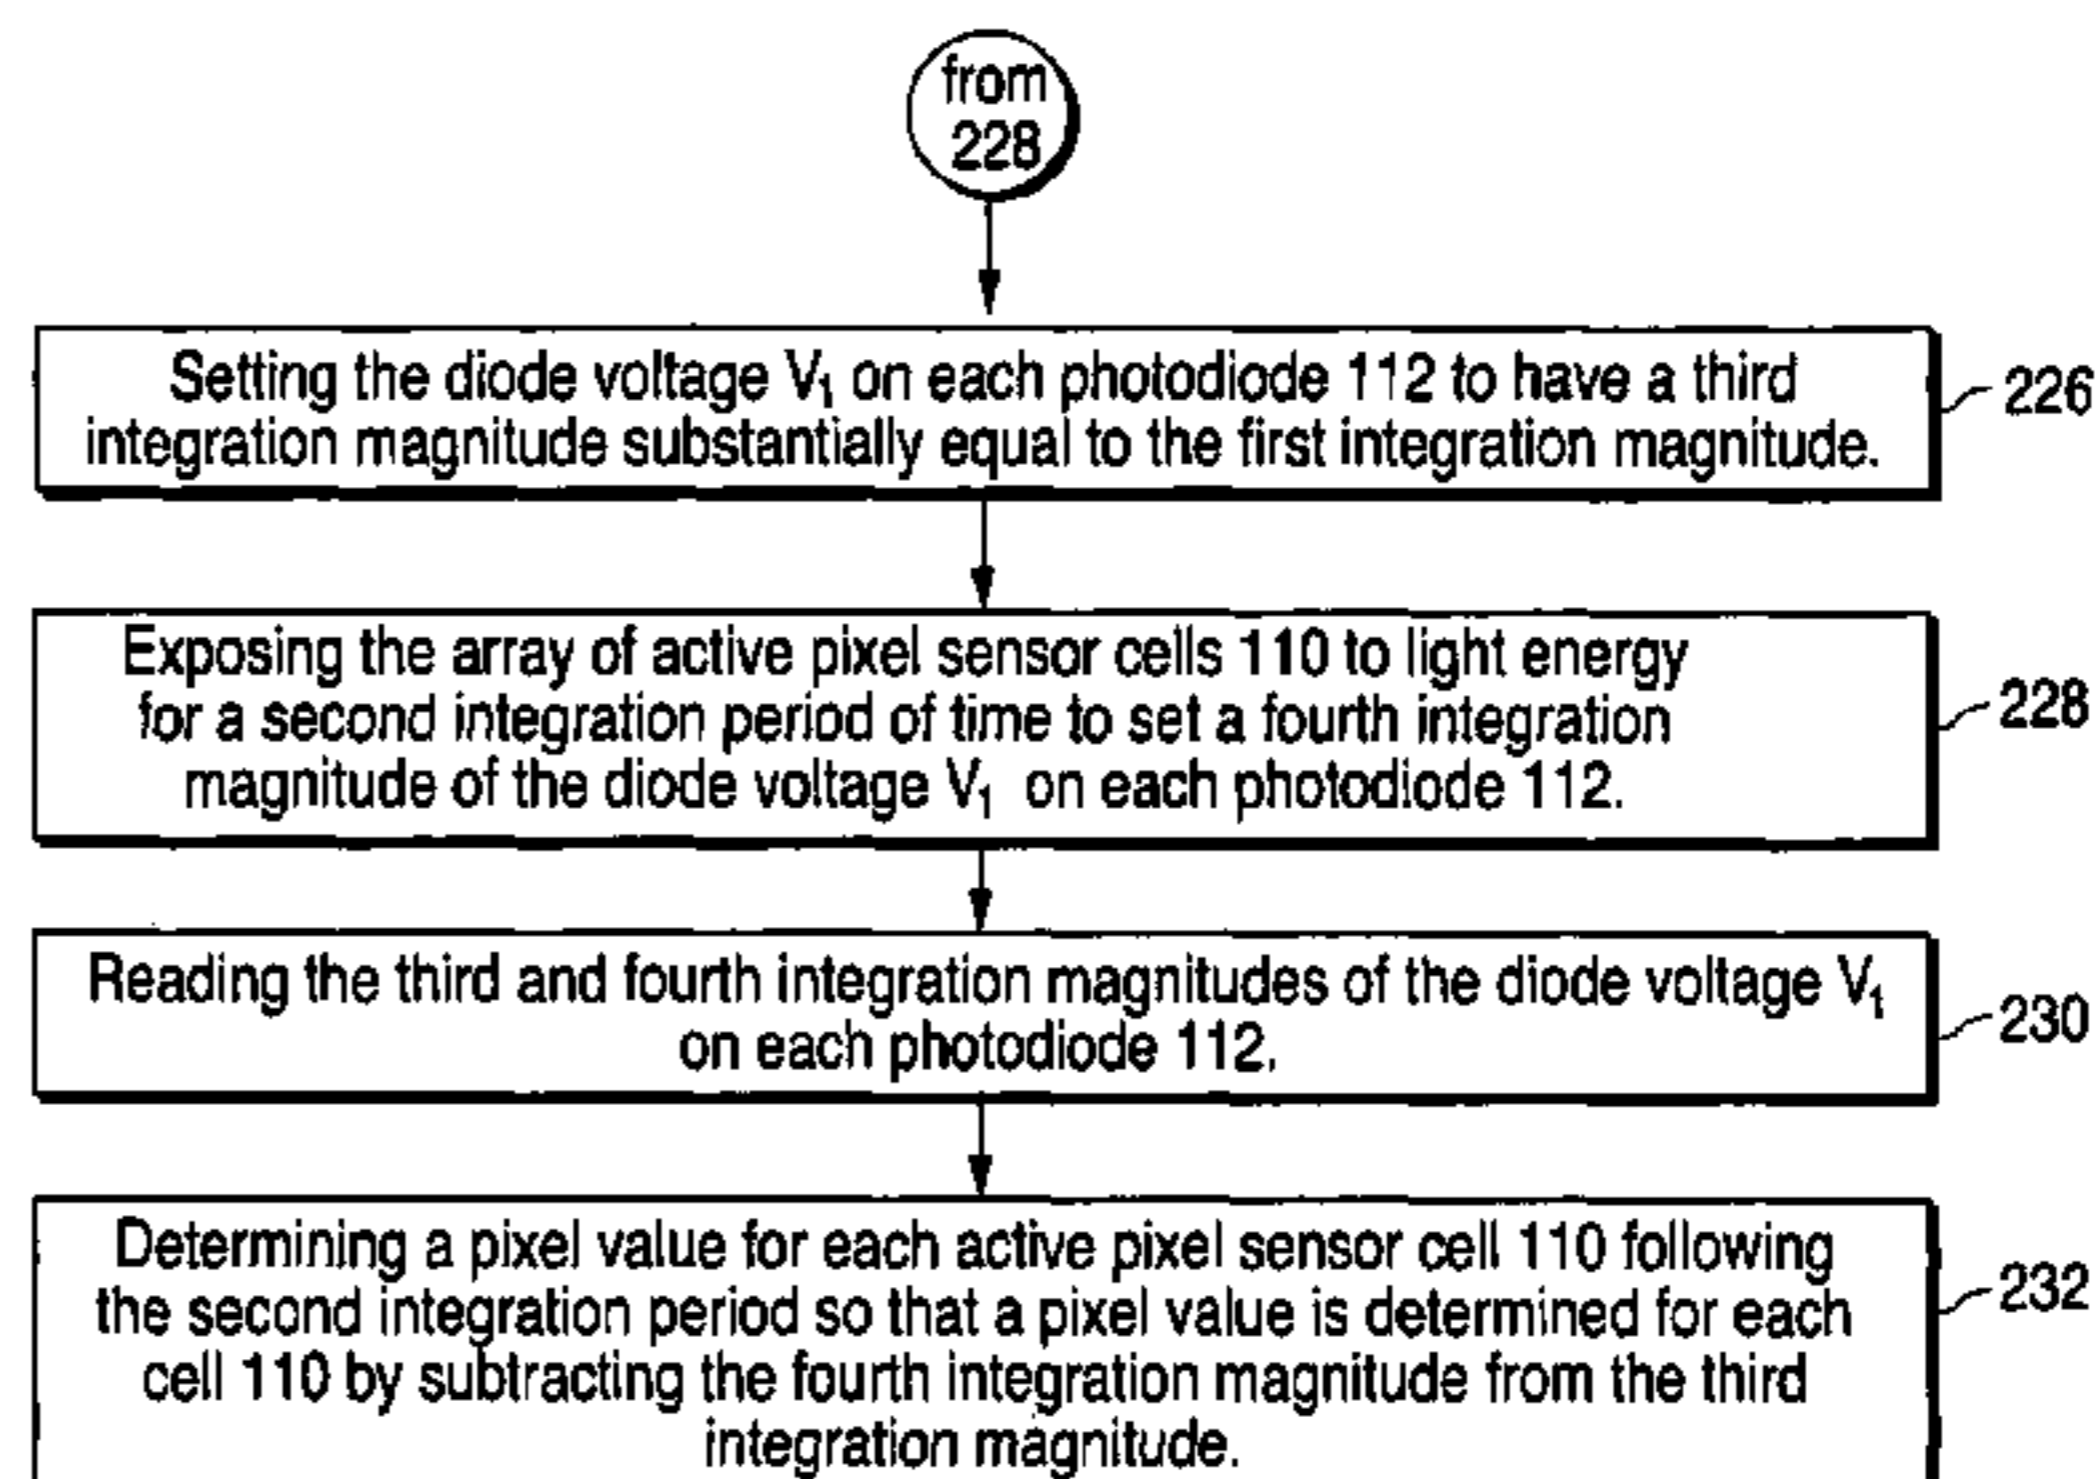 from
228
Setting the diode voltage V₁ on each photodiode 112 to have a third
integration magnitude substantially equal to the first integration magnitude.
226
Exposing the array of active pixel sensor cells 110 to light energy
for a second integration period of time to set a fourth integration
magnitude of the diode voltage V₁ on each photodiode 112.
228
Reading the third and fourth integration magnitudes of the diode voltage V₁
on each photodiode 112.
230
Determining a pixel value for each active pixel sensor cell 110 following
the second integration period so that a pixel value is determined for each
cell 110 by subtracting the fourth integration magnitude from the third
integration magnitude.
232